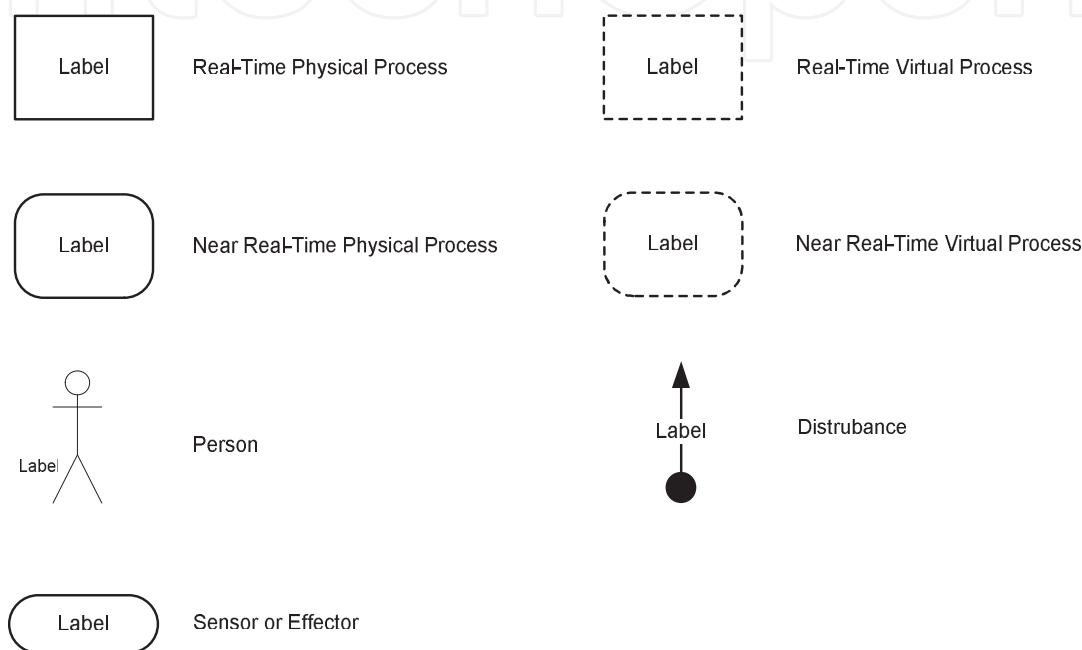 Label Real-Time Physical Process
Label Real-Time Virtual Process
Label Near Real-Time Physical Process
Label Near Real-Time Virtual Process
Label Person
Label Distrubance
Label Sensor or Effector